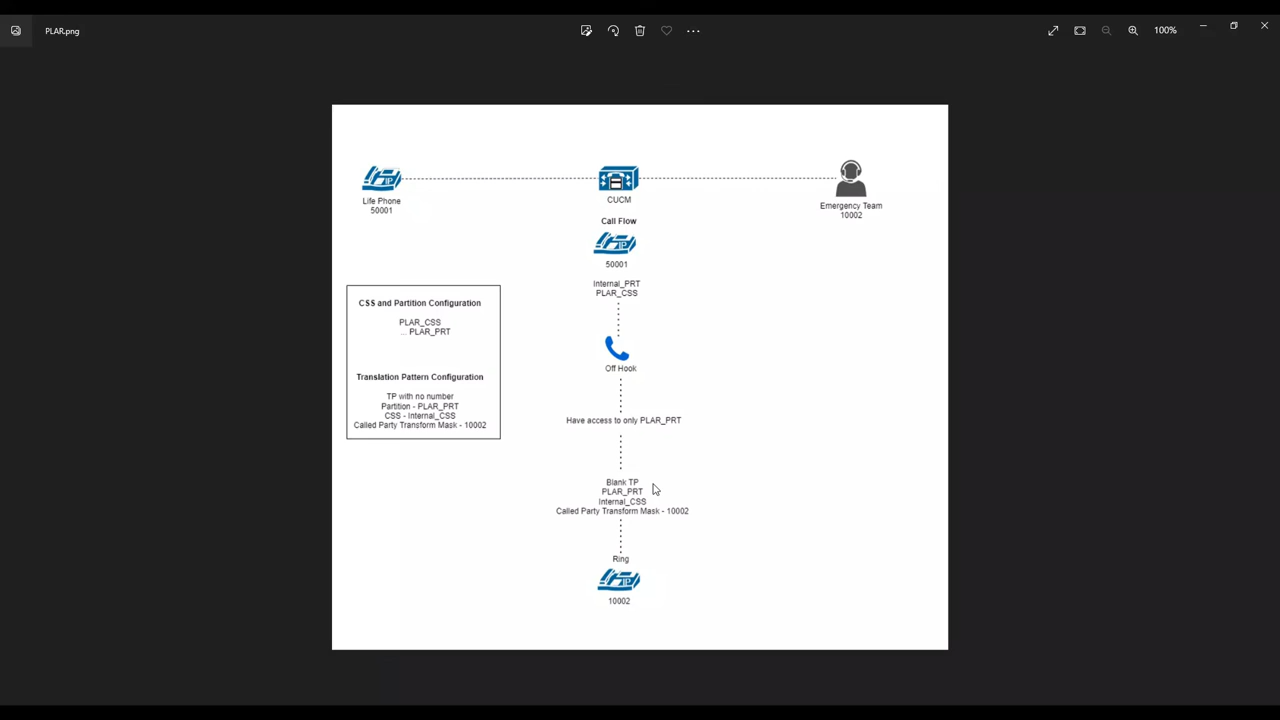 PLAR.png
100%
Life Phone
50001
CUCM
Emergency Team
10002
Call Flow
50001
Internal_PRT
PLAR_CSS
CSS and Partition Configuration
PLAR_CSS
... PLAR_PRT
Translation Pattern Configuration
TP with no number
Partition - PLAR_PRT
CSS - Internal_CSS
Called Party Transform Mask - 10002
Off Hook
Have access to only PLAR_PRT
Blank TP
PLAR_PRT
Internal_CSS
Called Party Transform Mask - 10002
Ring
10002